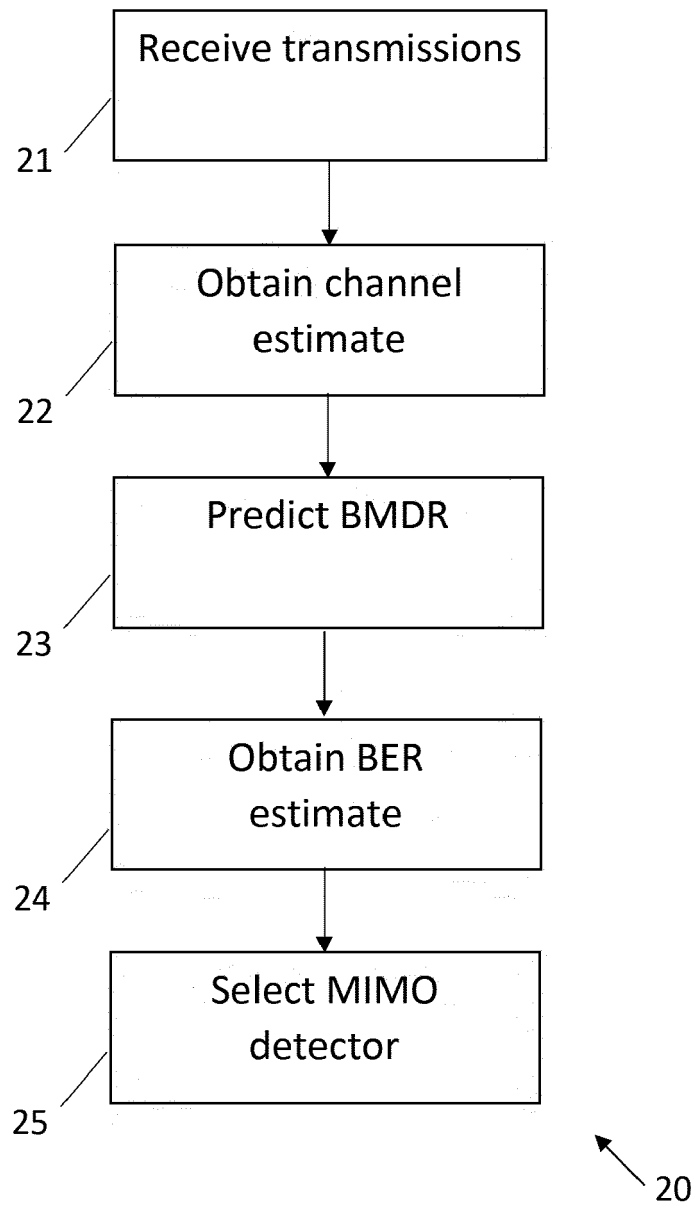 Receive transmissions
21
Obtain channel
estimate
22
Predict BMDR
23
Obtain BER
estimate
24
Select MIMO
detector
25
20